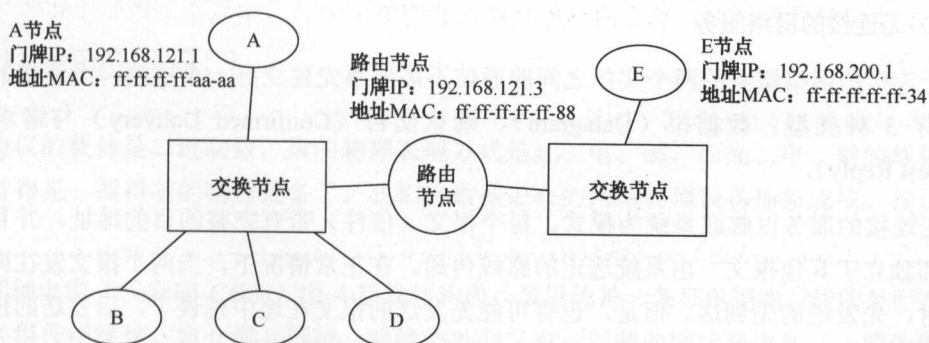 A节点
门牌IP：192.168.121.1
地址MAC：ff-ff-ff-ff-aa-aa
A
路由节点
门牌IP：192.168.121.3
地址MAC：ff-ff-ff-ff-ff-88
E
E节点
门牌IP：192.168.200.1
地址MAC：ff-ff-ff-ff-ff-34
交换节点
路由
节点
交换节点
B
C
D